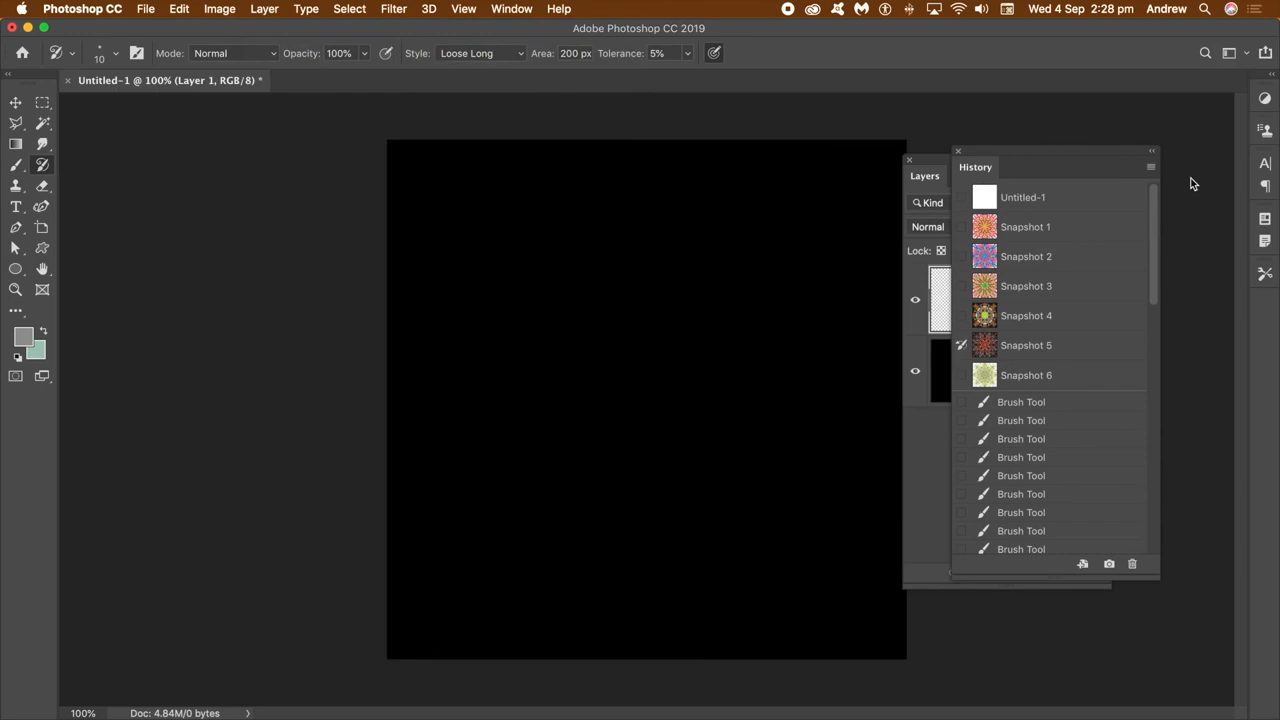 Photoshop CC File Edit Image Layer Type Select Filter 3D View Window Help Wed 4 Sep 2:28 pm Andrew
Adobe Photoshop CC 2019
10 Mode: Normal Opacity: 100% Style: Loose Long Area: 200 px Tolerance: 5%
Untitled-1 @ 100% (Layer 1, RGB/8) *
History
Layers
Untitled-1
Kind
Snapshot 1
Normal
Lock:
Snapshot 2
Snapshot 3
Snapshot 4
Snapshot 5
Snapshot 6
Brush Tool
Brush Tool
Brush Tool
Brush Tool
Brush Tool
Brush Tool
Brush Tool
Brush Tool
Brush Tool
100% Doc: 4.84M/0 bytes